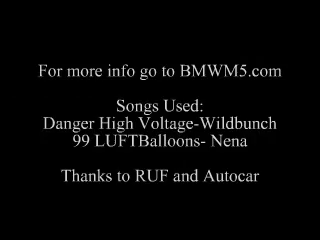 For more info go to BMWM5.com
Songs Used:
Danger High Voltage-Wildbunch
99 LUFTBalloons- Nena
Thanks to RUF and Autocar